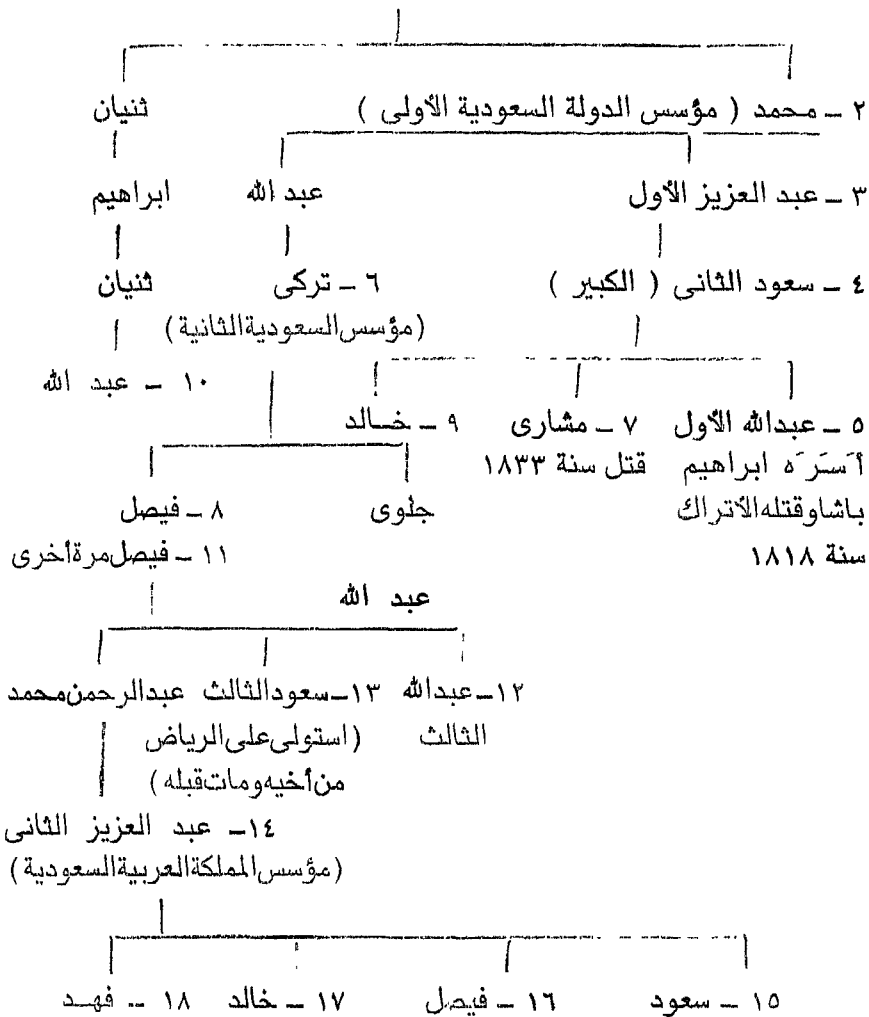 ٢ – محمد ( مؤسس الدولة السعودية الأولى ) ثنيان
٣ – عبد العزيز الأول عبد الله ابراهيم
٤ – سعود الثانى ( الكبير ) ٦ – تركى ثنيان
(مؤسس السعودية الثانية)
١٠ – عبد الله
٥ – عبدالله الأول ٧ – مشارى ٩ – خالد
أَسَرَه ابراهيم قتل سنة ١٨٣٣
جلوى ٨ – فيصل
باشا وقتله الأتراك
١١ – فيصل مرة أخرى
سنة ١٨١٨
عبد الله
١٢– عبدالله ١٣– سعود الثالث عبدالرحمن محمد
الثالث (استولى على الرياض
من أخيه ومات قبله)
١٤– عبد العزيز الثانى
(مؤسس المملكة العربية السعودية)
١٥ – سعود ١٦ – فيصل ١٧ – خالد ١٨ – فهد